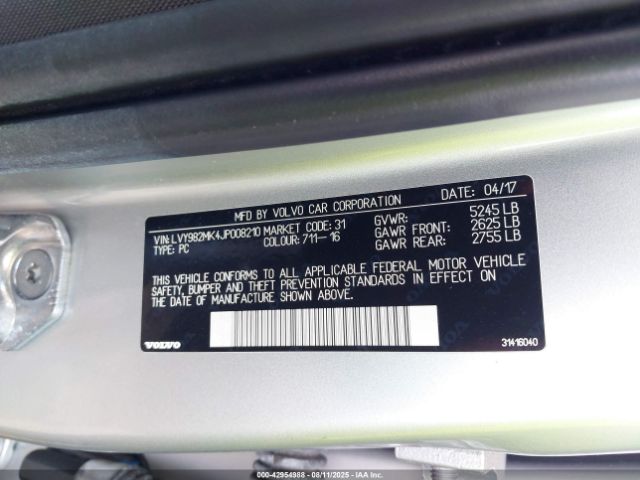 MFD BY VOLVO CAR CORPORATION DATE: 04/17
VIN: LVY982MK4JP008210 MARKET CODE: 31 GVWR: 5245 LB
TYPE: PC COLOUR: 711-16 GAWR FRONT: 2625 LB
GAWR REAR: 2755 LB
THIS VEHICLE CONFORMS TO ALL APPLICABLE FEDERAL MOTOR VEHICLE
SAFETY, BUMPER AND THEFT PREVENTION STANDARDS IN EFFECT ON
THE DATE OF MANUFACTURE SHOWN ABOVE.
VOLVO 31416040
000-42954988 - 08/11/2025 - IAAI.com